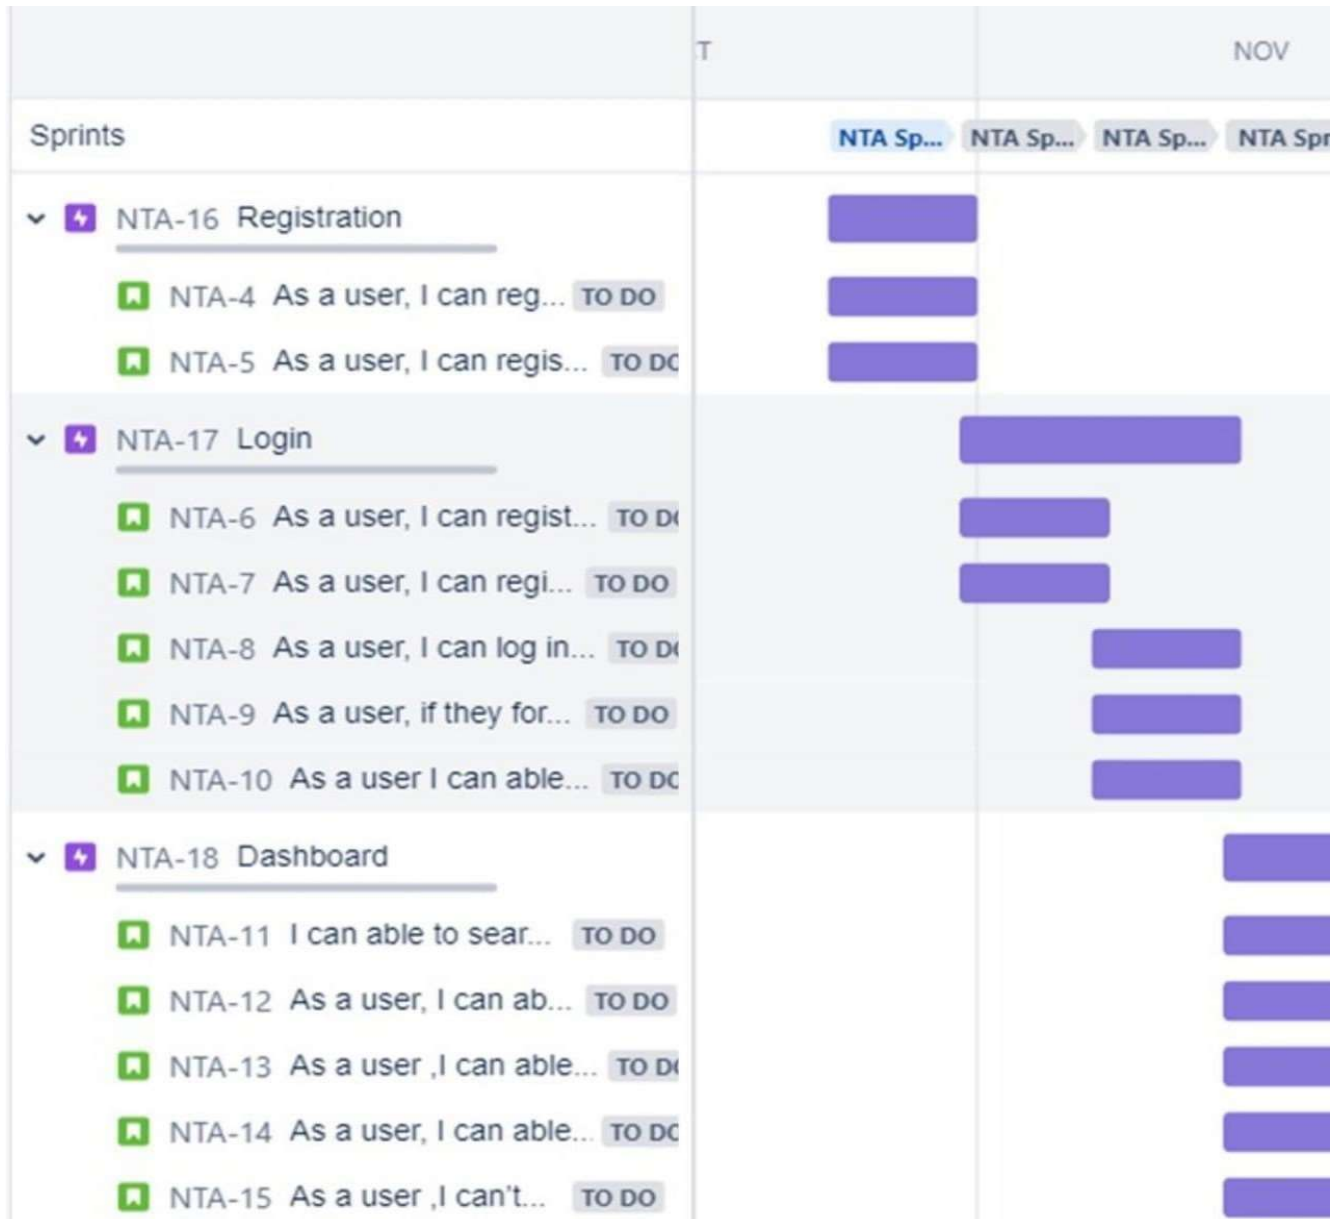 T NOV
Sprints NTA Sp... NTA Sp... NTA Sp... NTA Spr
NTA-16 Registration
NTA-4 As a user, I can reg... TO DO
NTA-5 As a user, I can regis... TO DO
NTA-17 Login
NTA-6 As a user, I can regist... TO DO
NTA-7 As a user, I can regi... TO DO
NTA-8 As a user, I can log in... TO DO
NTA-9 As a user, if they for... TO DO
NTA-10 As a user I can able... TO DO
NTA-18 Dashboard
NTA-11 I can able to sear... TO DO
NTA-12 As a user, I can ab... TO DO
NTA-13 As a user ,I can able... TO DO
NTA-14 As a user, I can able... TO DO
NTA-15 As a user ,I can't... TO DO